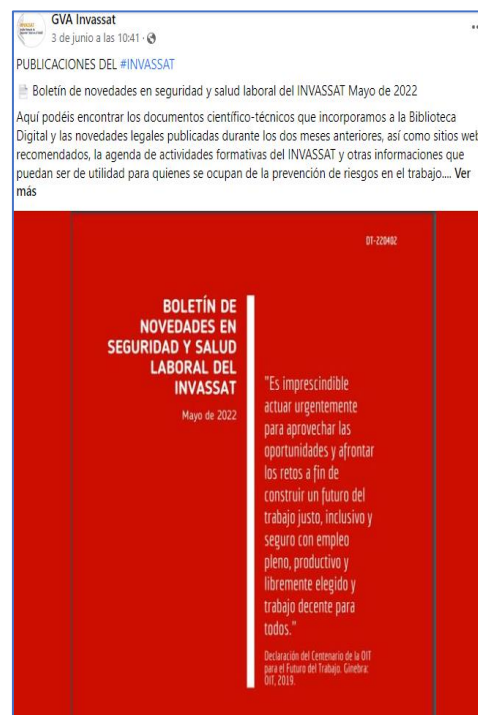 GVA Invassat
3 de junio a las 10:41 ·
PUBLICACIONES DEL #INVASSAT
Boletín de novedades en seguridad y salud laboral del INVASSAT Mayo de 2022
Aquí podéis encontrar los documentos científico-técnicos que incorporamos a la Biblioteca
Digital y las novedades legales publicadas durante los dos meses anteriores, así como sitios web
recomendados, la agenda de actividades formativas del INVASSAT y otras informaciones que
puedan ser de utilidad para quienes se ocupan de la prevención de riesgos en el trabajo.... Ver
más
DT-220402
BOLETÍN DE
NOVEDADES EN
SEGURIDAD Y SALUD
LABORAL DEL
INVASSAT
Mayo de 2022
"Es imprescindible
actuar urgentemente
para aprovechar las
oportunidades y afrontar
los retos a fin de
construir un futuro del
trabajo justo, inclusivo y
seguro con empleo
pleno, productivo y
libremente elegido y
trabajo decente para
todos."
Declaración del Centenario de la OIT
para el Futuro del Trabajo. Ginebra:
OIT, 2019.